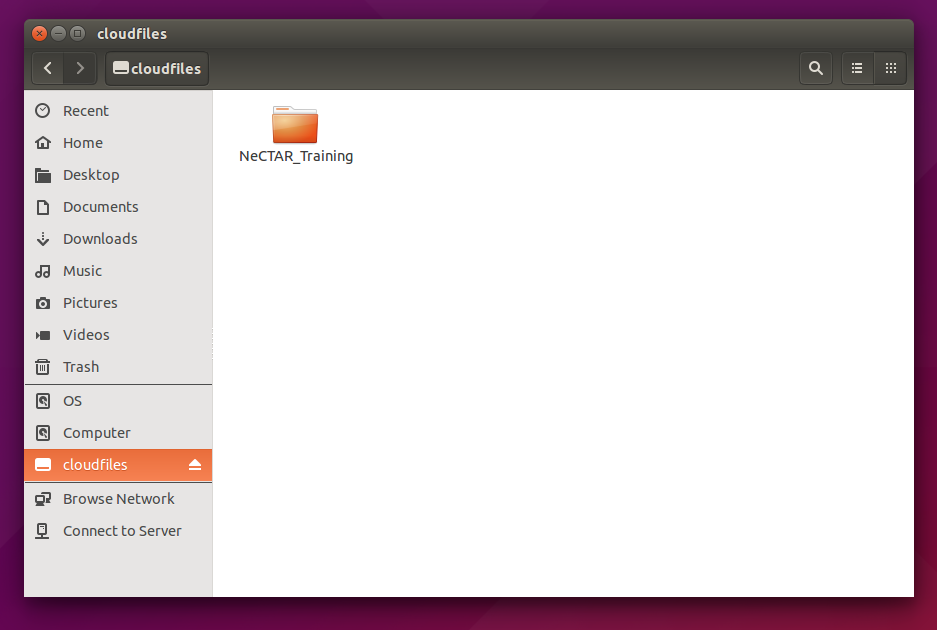 cloudfiles
cloudfiles
Recent
Home
Desktop
Documents
Downloads
Music
Pictures
Videos
Trash
OS
Computer
cloudfiles
Browse Network
Connect to Server
NeCTAR_Training